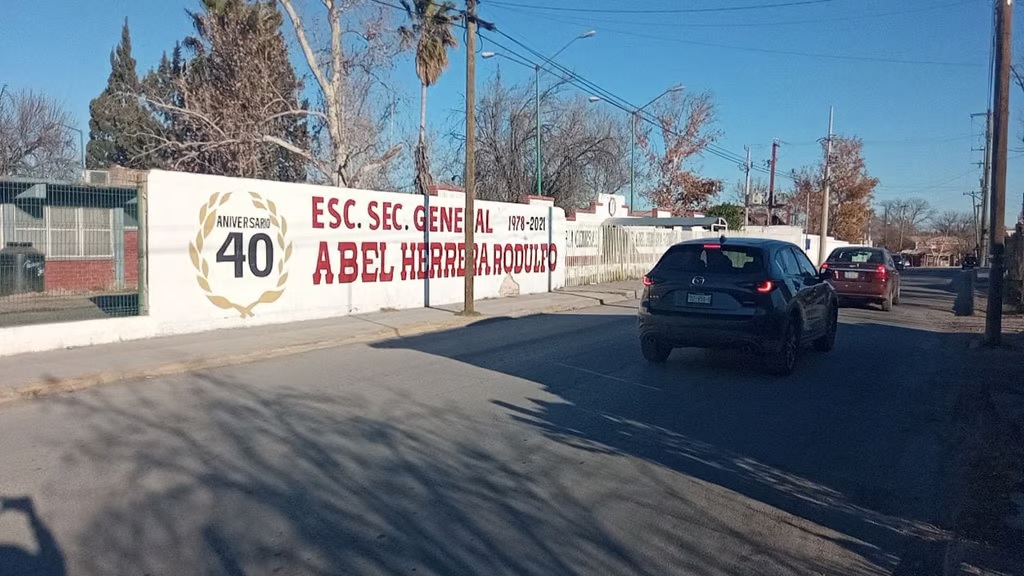 ANIVERSARIO
40
ESC. SEC. GENERAL 1978-2021
ABEL HERRERA RODULFO